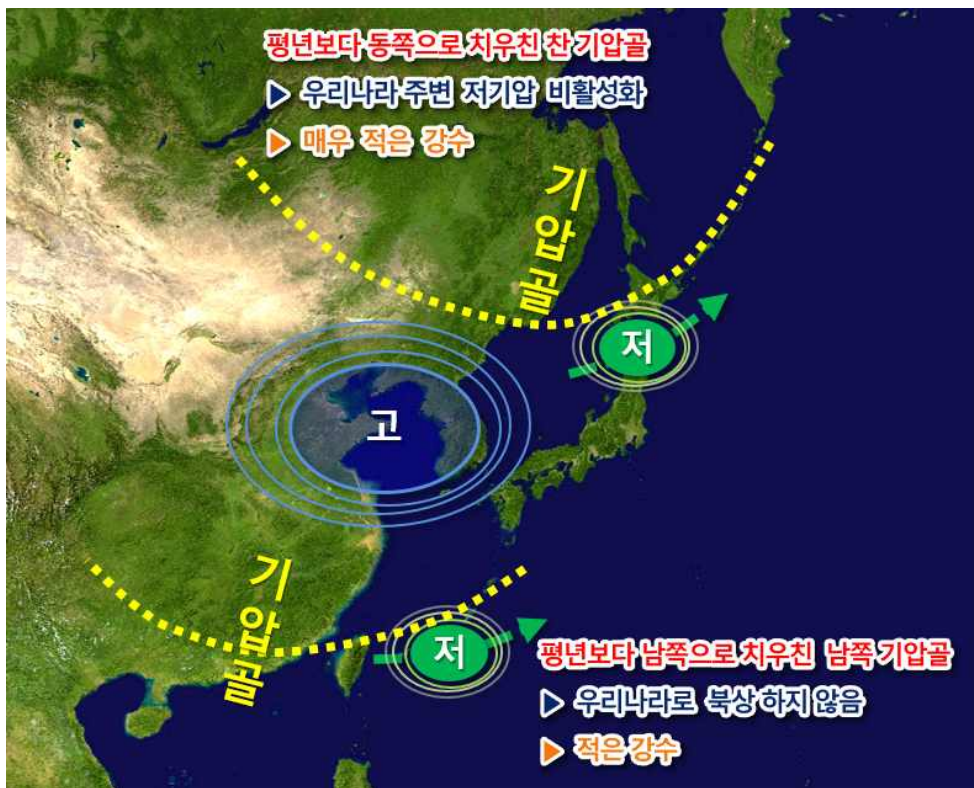 평년보다 동쪽으로 치우친 찬 기압골
▶ 우리나라 주변 저기압 비활성화
▶ 매우 적은 강수
기압골
저
고
기압골
저
평년보다 남쪽으로 치우친 남쪽 기압골
▶ 우리나라로 북상 하지 않음
▶ 적은 강수